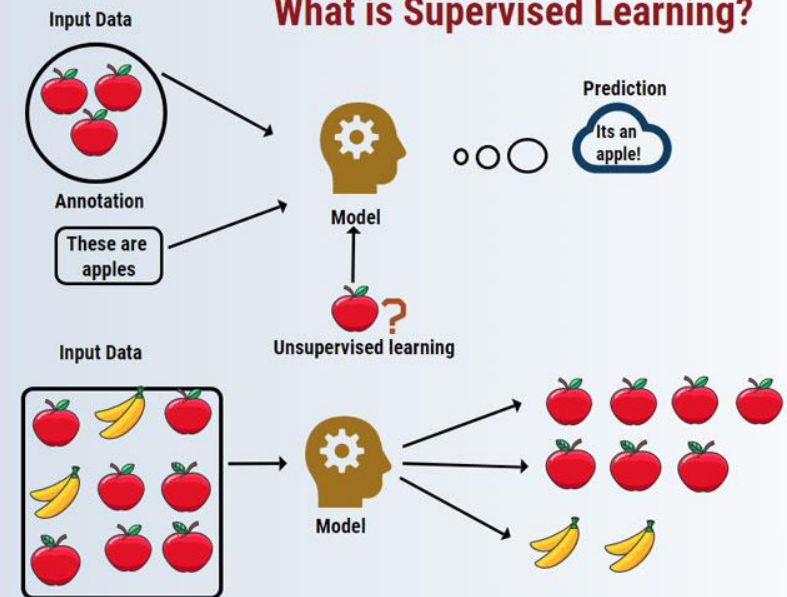 What is Supervised Learning?
Input Data
Annotation
These are
apples
Model
Prediction
Its an
apple!
?
Unsupervised learning
Input Data
Model